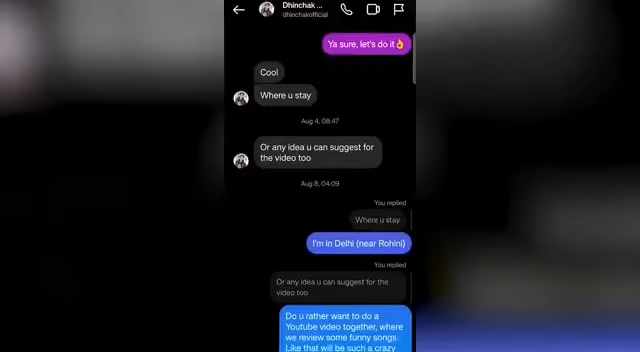 Dhinchak ...
dhinchakofficial
Ya sure, let's do it👌
Cool
Where u stay
Aug 4, 08:47
Or any idea u can suggest for
the video too
Aug 8, 04:09
You replied
Where u stay
I'm in Delhi (near Rohini)
You replied
Or any idea u can suggest for the
video too
Do u rather want to do a
Youtube video together, where
we review some funny songs.
Like that will be such a crazy